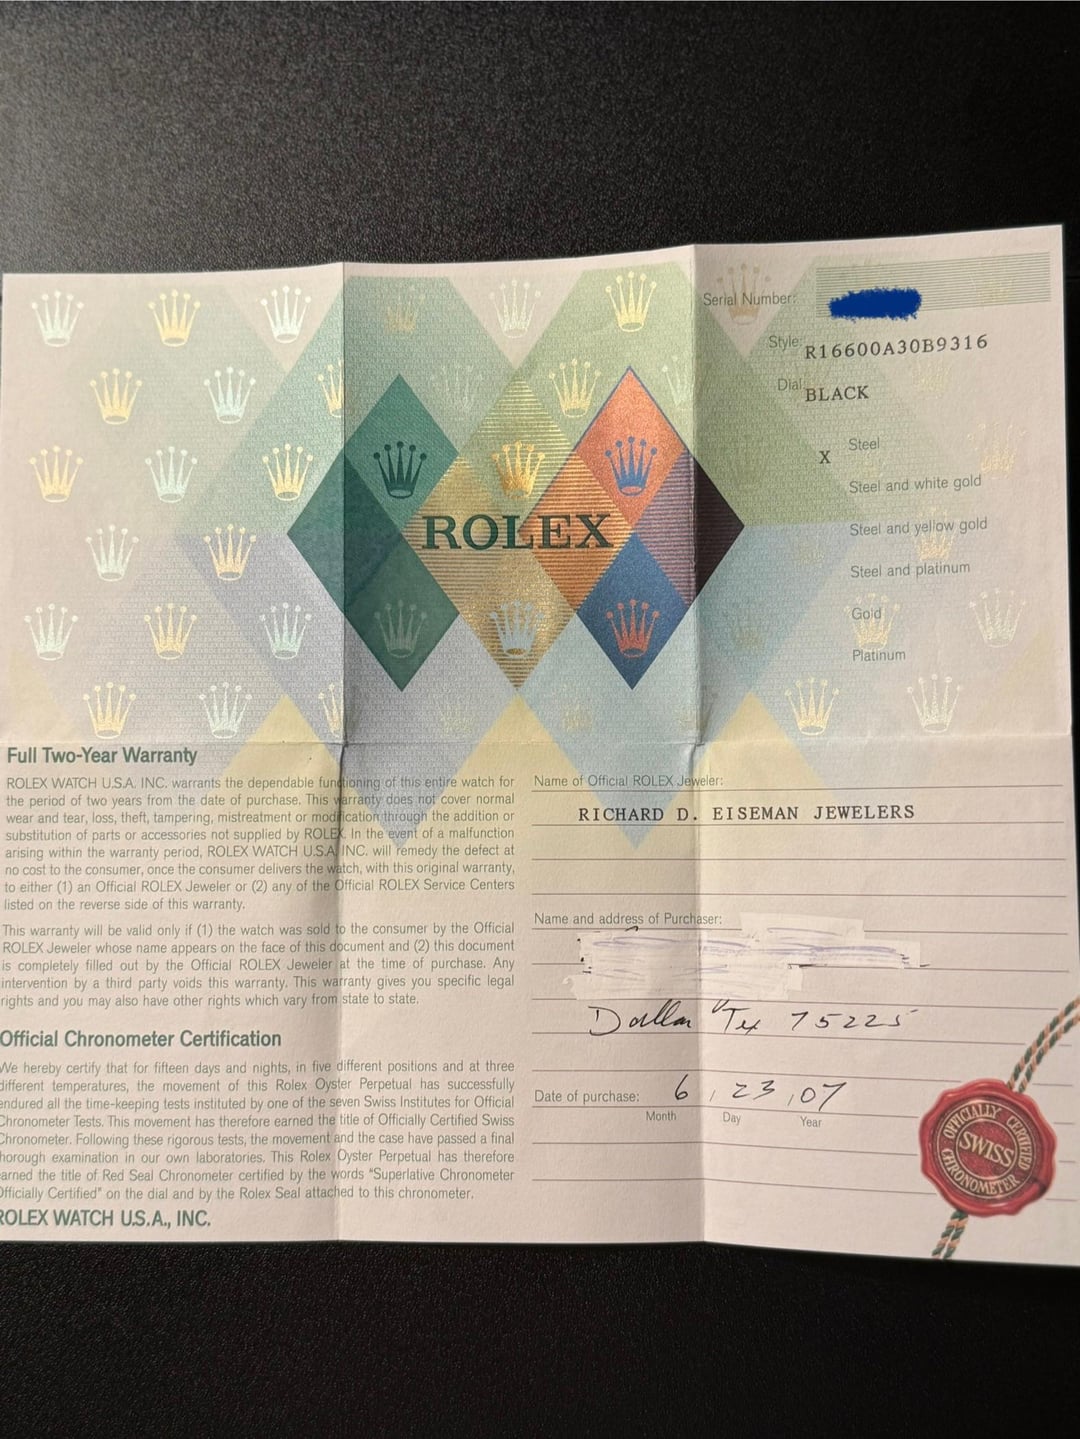 Serial Number:
Style: R16600A30B9316
Dial BLACK
X Steel
Steel and white gold
Steel and yellow gold
Steel and platinum
Gold
Platinum
ROLEX
Full Two-Year Warranty
ROLEX WATCH U.S.A. INC. warrants the dependable functioning of this entire watch for
the period of two years from the date of purchase. This warranty does not cover normal
wear and tear, loss, theft, tampering, mistreatment or modification through the addition or
substitution of parts or accessories not supplied by ROLEX. In the event of a malfunction
arising within the warranty period, ROLEX WATCH U.S.A. INC. will remedy the defect at
no cost to the consumer, once the consumer delivers the watch, with this original warranty,
to either (1) an Official ROLEX Jeweler or (2) any of the Official ROLEX Service Centers
listed on the reverse side of this warranty.
This warranty will be valid only if (1) the watch was sold to the consumer by the Official
ROLEX Jeweler whose name appears on the face of this document and (2) this document
is completely filled out by the Official ROLEX Jeweler at the time of purchase. Any
intervention by a third party voids this warranty. This warranty gives you specific legal
rights and you may also have other rights which vary from state to state.
Official Chronometer Certification
We hereby certify that for fifteen days and nights, in five different positions and at three
different temperatures, the movement of this Rolex Oyster Perpetual has successfully
endured all the time-keeping tests instituted by one of the seven Swiss Institutes for Official
Chronometer Tests. This movement has therefore earned the title of Officially Certified Swiss
Chronometer. Following these rigorous tests, the movement and the case have passed a final
horough examination in our own laboratories. This Rolex Oyster Perpetual has therefore
arned the title of Red Seal Chronometer certified by the words "Superlative Chronometer
Officially Certified" on the dial and by the Rolex Seal attached to this chronometer.
ROLEX WATCH U.S.A., INC.
Name of Official ROLEX Jeweler:
RICHARD D. EISEMAN JEWELERS
Name and address of Purchaser:
Dallas Tex 75225
Date of purchase: 6, 23, 07
Month Day Year
OFFICIALLY CERTIFIED
SWISS
CHRONOMETER